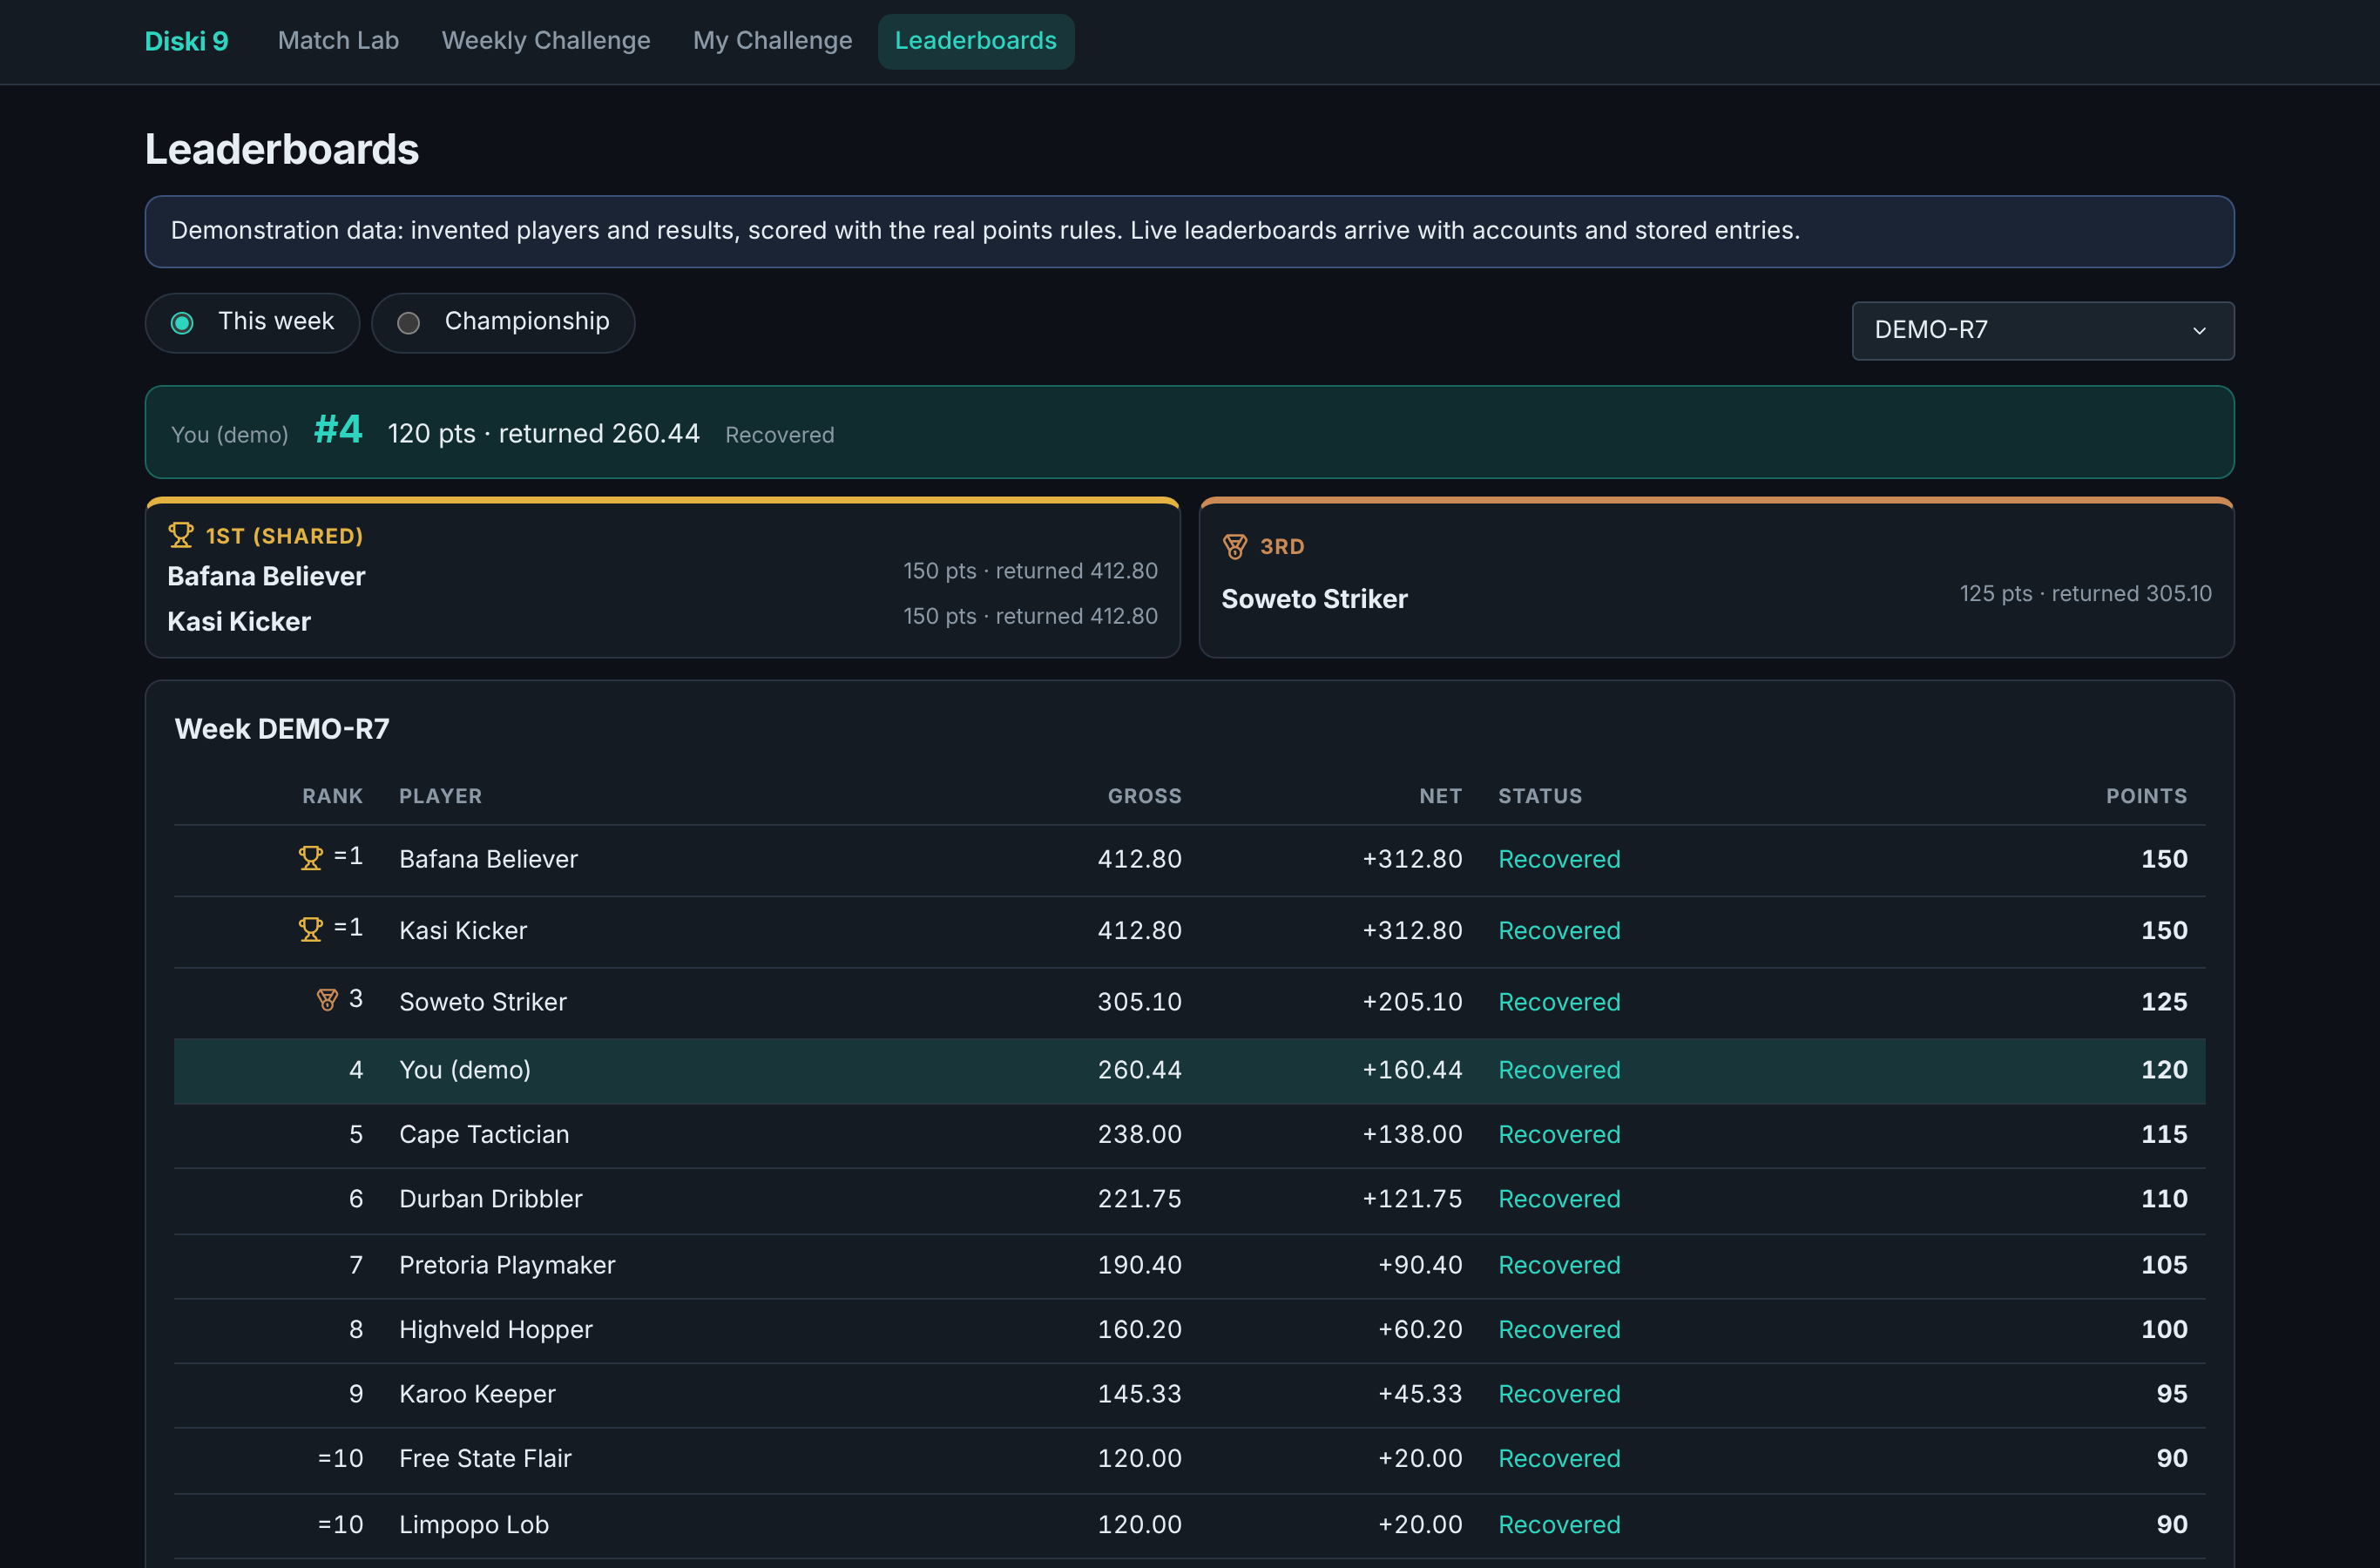 Diski 9 Match Lab Weekly Challenge My Challenge Leaderboards
Leaderboards
Demonstration data: invented players and results, scored with the real points rules. Live leaderboards arrive with accounts and stored entries.
This week Championship DEMO-R7
You (demo) #4 120 pts · returned 260.44 Recovered
1ST (SHARED)
Bafana Believer 150 pts · returned 412.80
Kasi Kicker 150 pts · returned 412.80
3RD
Soweto Striker 125 pts · returned 305.10
Week DEMO-R7
RANK PLAYER GROSS NET STATUS POINTS
=1 Bafana Believer 412.80 +312.80 Recovered 150
=1 Kasi Kicker 412.80 +312.80 Recovered 150
3 Soweto Striker 305.10 +205.10 Recovered 125
4 You (demo) 260.44 +160.44 Recovered 120
5 Cape Tactician 238.00 +138.00 Recovered 115
6 Durban Dribbler 221.75 +121.75 Recovered 110
7 Pretoria Playmaker 190.40 +90.40 Recovered 105
8 Highveld Hopper 160.20 +60.20 Recovered 100
9 Karoo Keeper 145.33 +45.33 Recovered 95
=10 Free State Flair 120.00 +20.00 Recovered 90
=10 Limpopo Lob 120.00 +20.00 Recovered 90